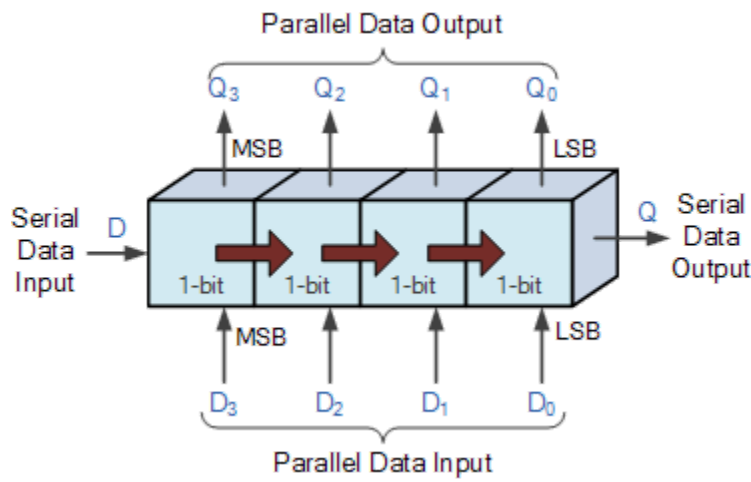 Parallel Data Output
Q3 Q2 Q1 Q0
MSB LSB
Serial Data Input D Q Serial Data Output
1-bit 1-bit 1-bit 1-bit
MSB LSB
D3 D2 D1 D0
Parallel Data Input